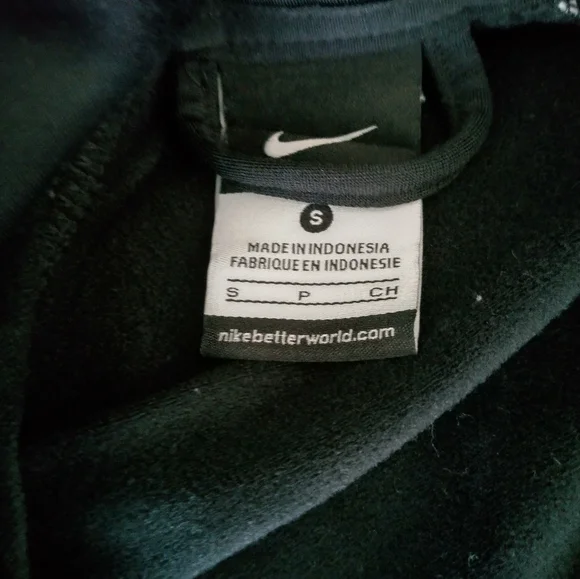 S
MADE IN INDONESIA
FABRIQUE EN INDONESIE
S P CH
nikebetterworld.com